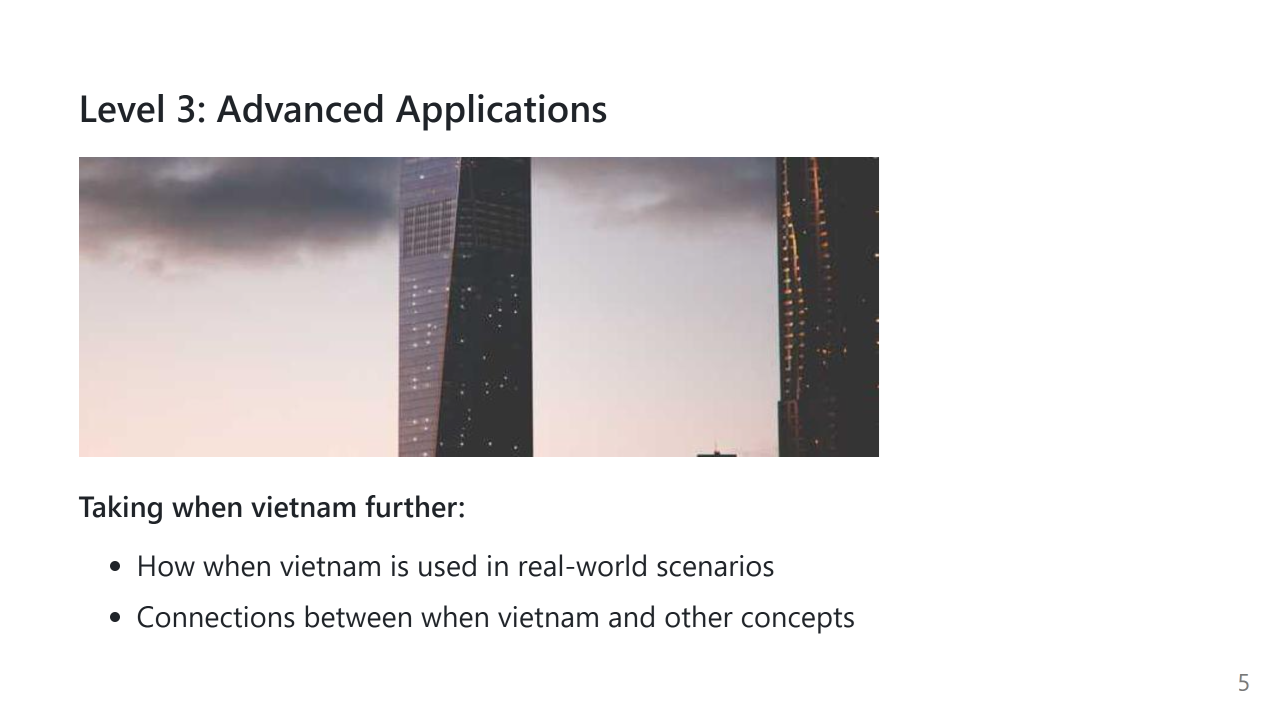 Level 3: Advanced Applications
Taking when vietnam further:
• How when vietnam is used in real-world scenarios
• Connections between when vietnam and other concepts
5